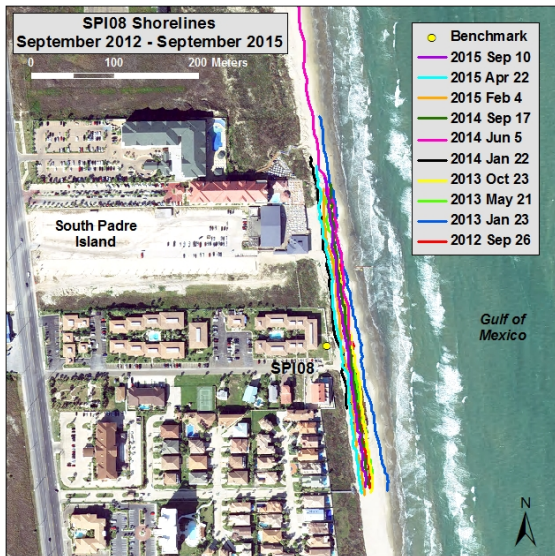 SPI08 Shorelines
September 2012 - September 2015
0 100 200 Meters
Benchmark
2015 Sep 10
2015 Apr 22
2015 Feb 4
2014 Sep 17
2014 Jun 5
2014 Jan 22
2013 Oct 23
2013 May 21
2013 Jan 23
2012 Sep 26
South Padre
Island
Gulf of
Mexico
SPI08
N